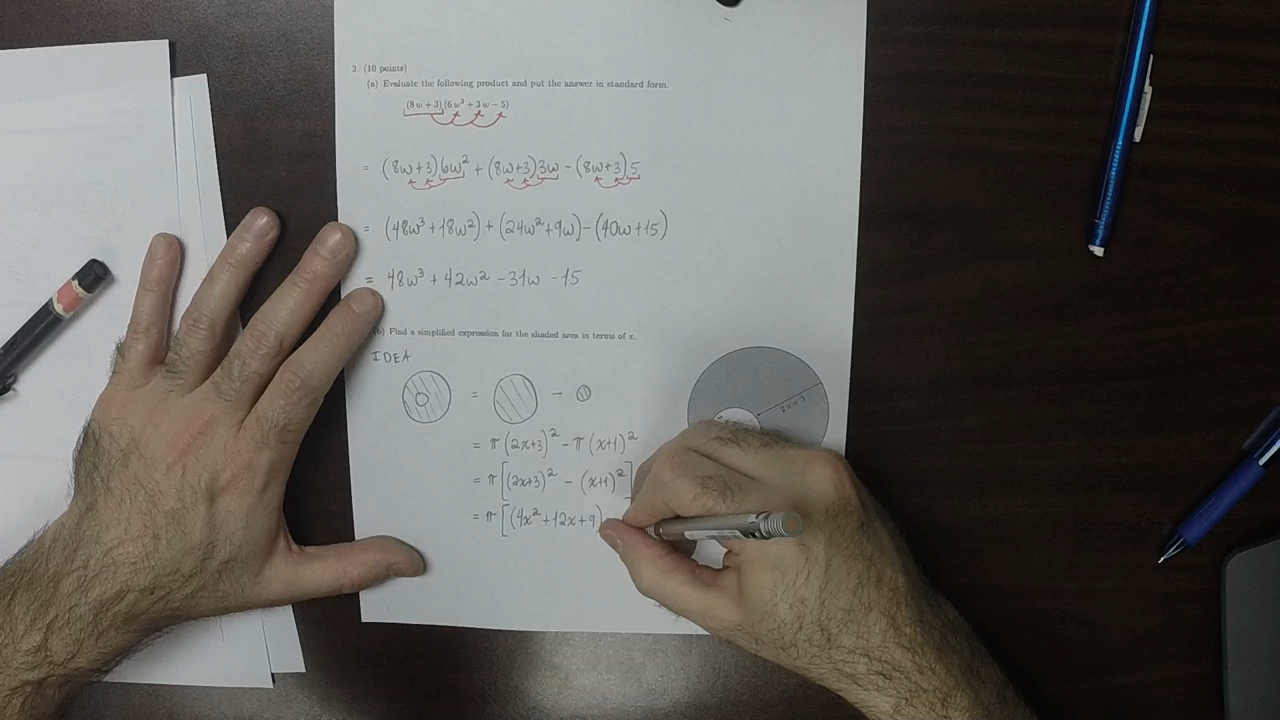 3. (10 points)
(a) Evaluate the following product and put the answer in standard form.
(8w + 3)(6w² + 3w − 5)
= (8w+3)6w² + (8w+3)3w − (8w+3)5
= (48w³+18w²) + (24w²+9w) − (40w+15)
= 48w³ + 42w² − 31w − 15
b) Find a simplified expression for the shaded area in terms of x.
IDEA
= −
2x+3
= π(2x+3)² − π(x+1)²
= π[(2x+3)² − (x+1)²]
= π[(4x²+12x+9)